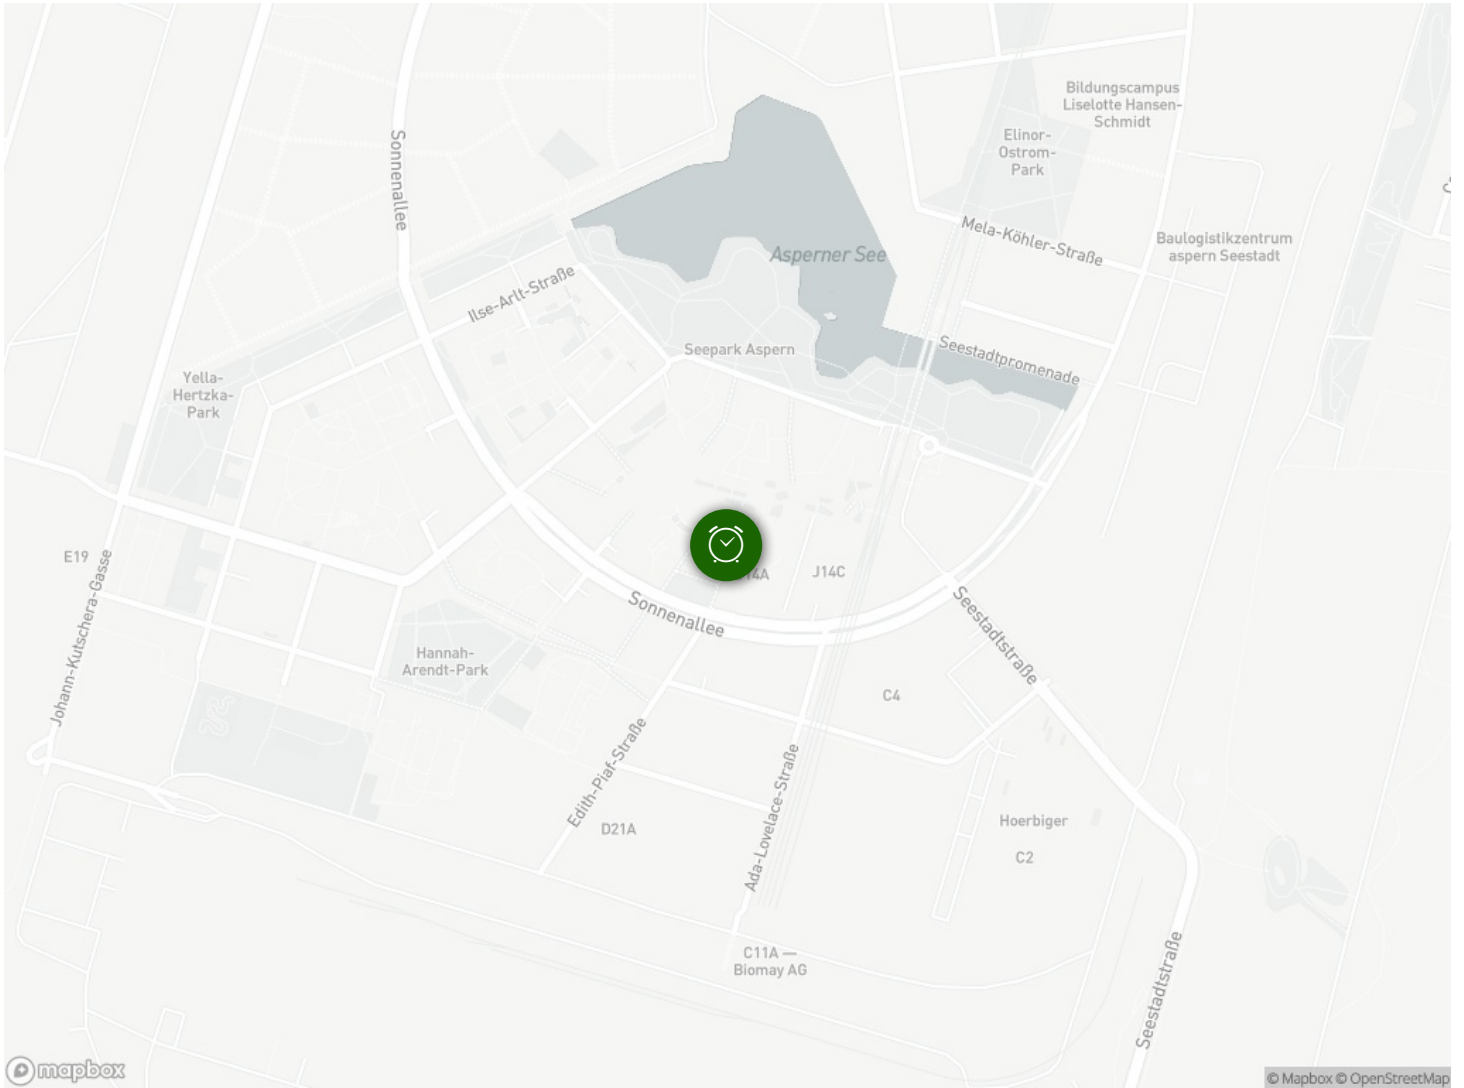 Bildungscampus
Liselotte Hansen-
Schmidt
Elinor-
Ostrom-
Park
Sonnenallee
Mela-Köhler-Straße
Baulogistikzentrum
aspern Seestadt
Asperner See
Ilse-Arlt-Straße
Seepark Aspern
Seestadtpromenade
Yella-
Hertzka-
Park
E19
J14C
Johann-Kutschera-Gasse
Sonnenallee
Seestadtstraße
Hannah-
Arendt-Park
C4
Edith-Piaf-Straße
Ada-Lovelace-Straße
D21A
Hoerbiger
C2
C11A —
Biomay AG
Seestadtstraße
mapbox
© Mapbox © OpenStreetMap